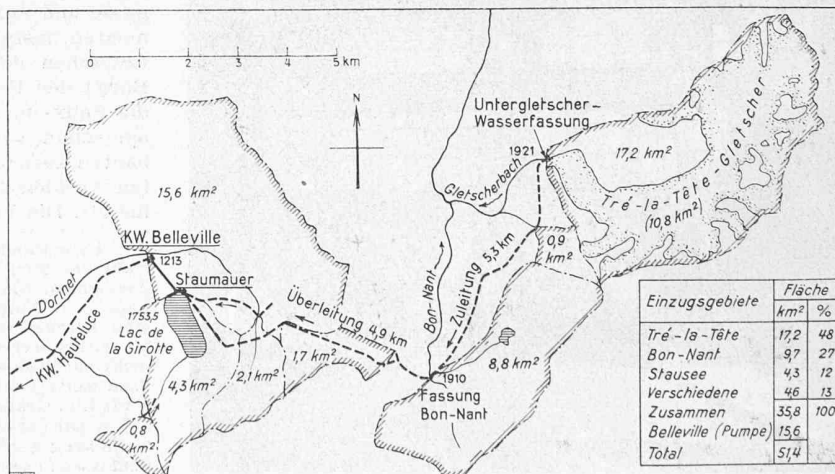 0 1 2 3 4 5 km
N
Untergletscher-
Wasserfassung
1921
17,2 km²
Tré-la-Tête-Gletscher
(10,8 km²)
Gletscherbach
15,6 km²
0,9
km²
KW. Belleville
1213
Staumauer
Dorinet
Bon-Nant
Zuleitung 5,3 km
Überleitung 4,9 km
1753,5
Lac de
la Girotte
KW. Hauteluce
1,7 km²
8,8 km²
2,1 km²
4,3 km²
1910
Fassung
Bon-Nant
0,8
km²
Einzugsgebiete Fläche
km² %
Tré-la-Tête 17,2 48
Bon-Nant 9,7 27
Stausee 4,3 12
Verschiedene 4,6 13
Zusammen 35,8 100
Belleville (Pumpe) 15,6
Total 51,4